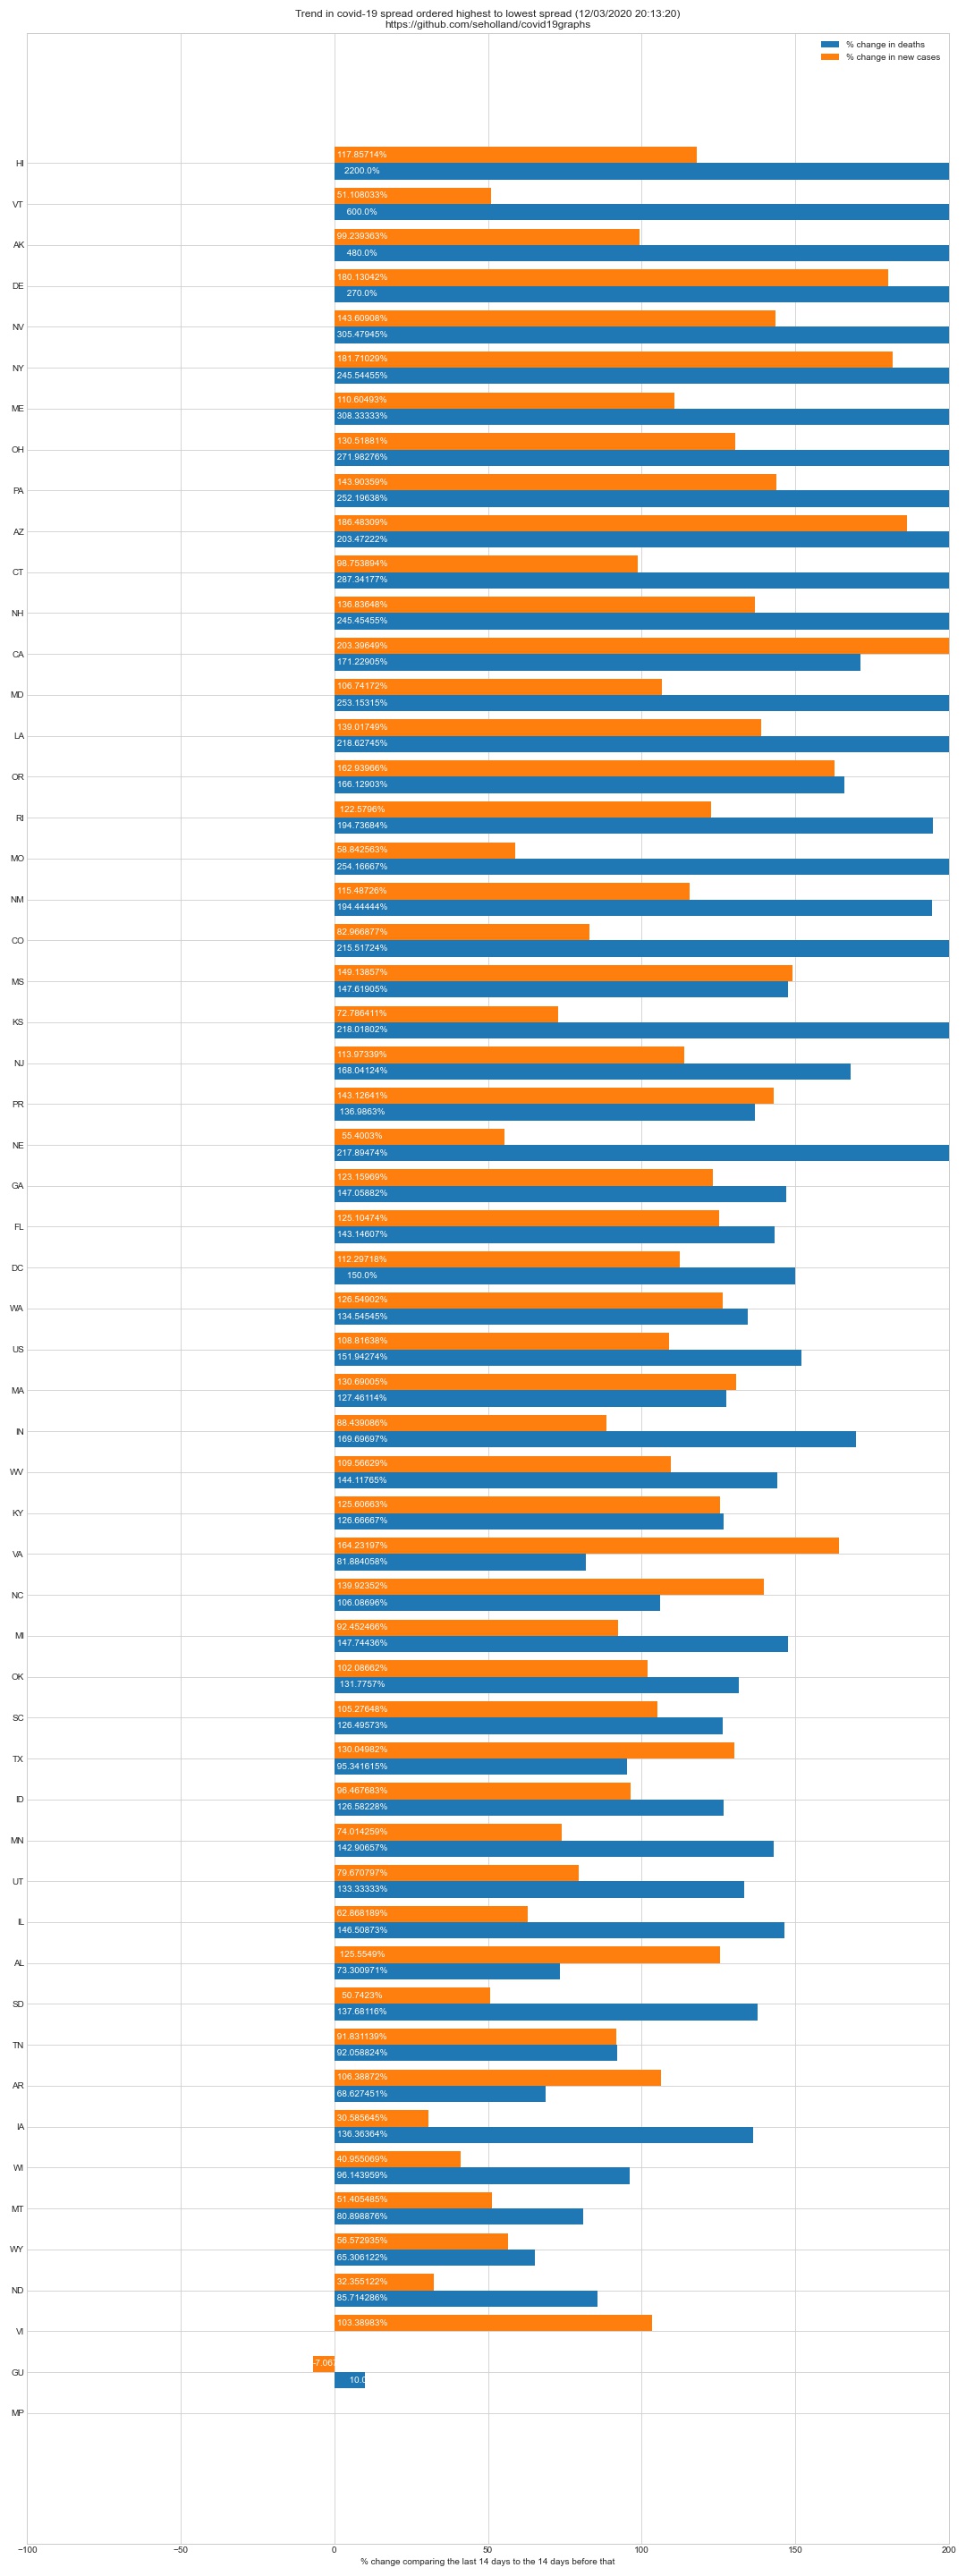 Trend in covid-19 spread ordered highest to lowest spread (12/03/2020 20:13:20)
https://github.com/seholland/covid19graphs
% change in deaths
% change in new cases
117.85714%
HI
2200.0%
51.108033%
VT
600.0%
99.239363%
AK
480.0%
180.13042%
DE
270.0%
143.60908%
NV
305.47945%
181.71029%
NY
245.54455%
110.60493%
ME
308.33333%
130.51881%
OH
271.98276%
143.90359%
PA
252.19638%
186.48309%
AZ
203.47222%
98.753894%
CT
287.34177%
136.83648%
NH
245.45455%
203.39649%
CA
171.22905%
106.74172%
MD
253.15315%
139.01749%
LA
218.62745%
162.93966%
OR
166.12903%
122.5796%
RI
194.73684%
58.842563%
MO
254.16667%
115.48726%
NM
194.44444%
82.966877%
CO
215.51724%
149.13857%
MS
147.61905%
72.786411%
KS
218.01802%
113.97339%
NJ
168.04124%
143.12641%
PR
136.9863%
55.4003%
NE
217.89474%
123.15969%
GA
147.05882%
125.10474%
FL
143.14607%
112.29718%
DC
150.0%
126.54902%
WA
134.54545%
108.81638%
US
151.94274%
130.69005%
MA
127.46114%
88.439086%
IN
169.69697%
109.56629%
WV
144.11765%
125.60663%
KY
126.66667%
164.23197%
VA
81.884058%
139.92352%
NC
106.08696%
92.452466%
MI
147.74436%
102.08662%
OK
131.7757%
105.27648%
SC
126.49573%
130.04982%
TX
95.341615%
96.467683%
ID
126.58228%
74.014259%
MN
142.90657%
79.670797%
UT
133.33333%
62.868189%
IL
146.50873%
125.5549%
AL
73.300971%
50.7423%
SD
137.68116%
91.831139%
TN
92.058824%
106.38872%
AR
68.627451%
30.585645%
IA
136.36364%
40.955069%
WI
96.143959%
51.405485%
MT
80.898876%
56.572935%
WY
65.306122%
32.355122%
ND
85.714286%
103.38983%
VI
-7.06
GU
10.0
MP
−100 −50 0 50 100 150 200
% change comparing the last 14 days to the 14 days before that